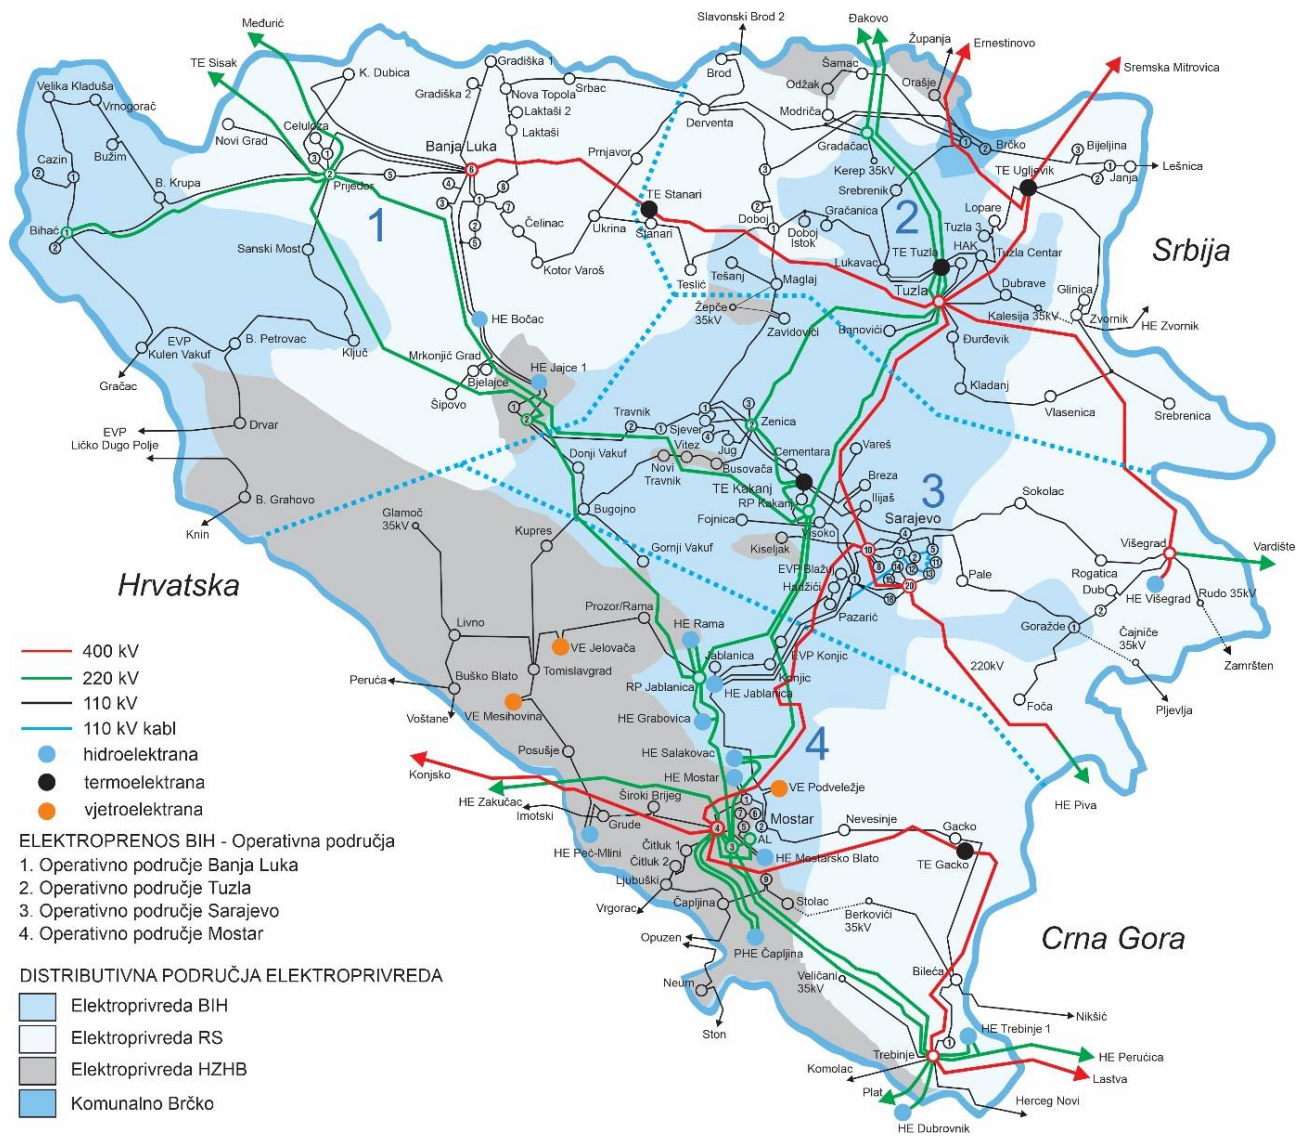 Slavonski Brod 2
Međurić
Đakovo
Županja
Ernestinovo
TE Sisak
Sremska Mitrovica
K. Dubica
Gradiška 1
Brod
Šamac
Odžak
Orašje
Velika Kladuša
Vrnograč
Gradiška 2
Nova Topola
Srbac
Laktaši 2
Laktaši
Modriča
Derventa
Celuloza
Novi Grad
Bužim
Banja Luka
Prnjavor
Gradačac
Kerep 35kV
Brčko
Bijeljina
Janja
Lešnica
TE Ugljevik
Cazin
B. Krupa
Prijedor
TE Stanari
Srebrenik
Lopare
1
2
Bihać
Sanski Most
Čelinac
Kotor Varoš
Ukrina
Stanari
Doboj
Doboj
Istok
Gračanica
Lukavac
TE Tuzla
HAK
Tuzla 3
Tuzla Centar
Srbija
Teslić
Tešanj
Maglaj
Tuzla
Dubrave
Kalesija 35kV
Glinica
Zvornik
HE Zvornik
HE Bočac
Žepče
35kV
Zavidovići
Banovići
Đurđevik
EVP
Kulen Vakuf
B. Petrovac
Ključ
Gračac
Mrkonjić Grad
Bjelajce
Šipovo
HE Jajce 1
Kladanj
Vlasenica
Srebrenica
Drvar
EVP
Ličko Dugo Polje
Travnik
Sjever
Zenica
Jug
Vitez
Busovača
Novi
Travnik
Cementara
Vareš
Breza
Ilijaš
3
B. Grahovo
Knin
Donji Vakuf
Bugojno
TE Kakanj
RP Kakanj
Fojnica
Visoko
Kiseljak
Sarajevo
Sokolac
Glamoč
35kV
Kupres
Gornji Vakuf
Višegrad
Vardište
Rogatica
EVP Blažuj
Hadžići
Pazarić
Pale
Dub
HE Višegrad
Rudo 35kV
Goražde
Čajniče
35kV
Zamršten
Pljevlja
Foča
220kV
Hrvatska
Prozor/Rama
HE Rama
Livno
VE Jelovača
Tomislavgrad
Jablanica
EVP Konjic
Konjic
RP Jablanica
HE Jablanica
400 kV
220 kV
110 kV
110 kV kabl
hidroelektrana
termoelektrana
vjetroelektrana
Peruća
Buško Blato
Voštane
VE Mesihovina
HE Grabovica
Posušje
HE Salakovac
4
HE Mostar
VE Podveležje
Konjsko
HE Zakučac
HE Piva
Imotski
Široki Brijeg
Grude
HE Peć-Mlini
Mostar
AL
HE Mostarsko Blato
Nevesinje
Gacko
TE Gacko
Čitluk 1
Čitluk 2
Ljubuški
Vrgorac
Čapljina
Stolac
Berkovići
35kV
Opuzen
PHE Čapljina
Crna Gora
Neum
Ston
Veličani
35kV
Bileća
Nikšić
HE Trebinje 1
Trebinje
HE Perućica
Lastva
Komolac
Plat
Herceg Novi
HE Dubrovnik
ELEKTROPRENOS BIH - Operativna područja
1. Operativno područje Banja Luka
2. Operativno područje Tuzla
3. Operativno područje Sarajevo
4. Operativno područje Mostar
DISTRIBUTIVNA PODRUČJA ELEKTROPRIVREDA
Elektroprivreda BIH
Elektroprivreda RS
Elektroprivreda HZHB
Komunalno Brčko